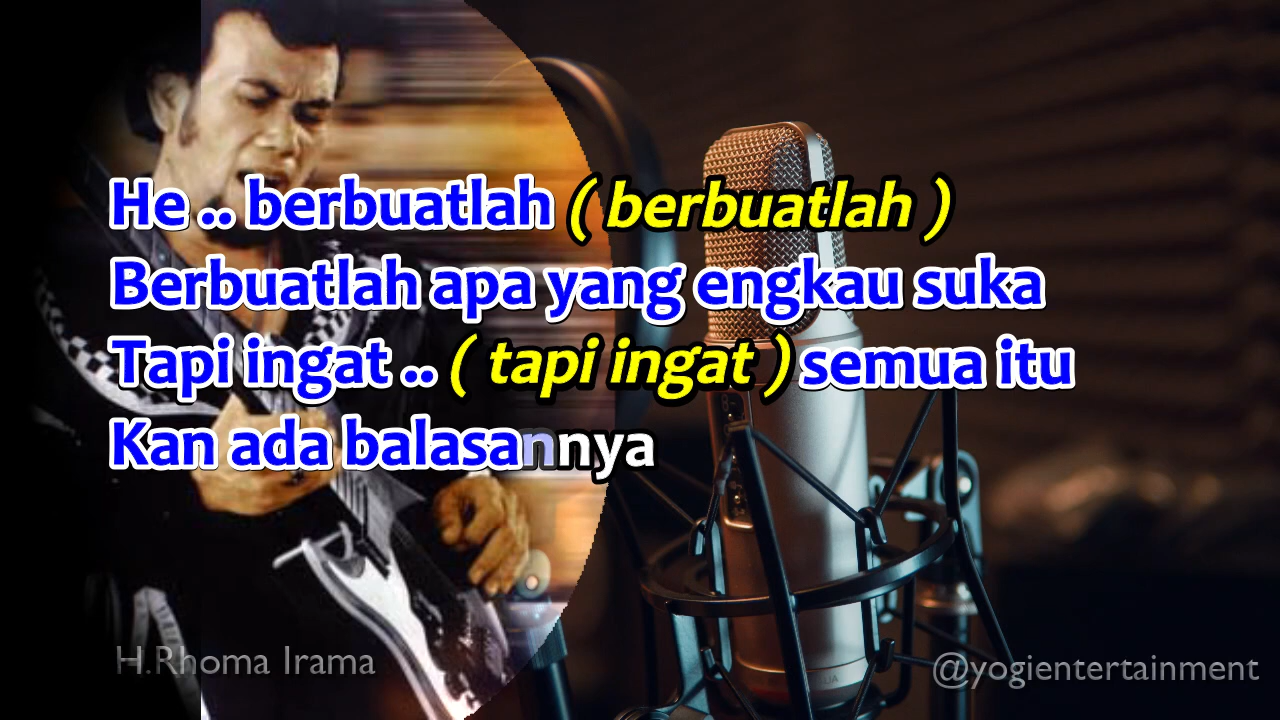 He .. berbuatlah ( berbuatlah )
Berbuatlah apa yang engkau suka
Tapi ingat .. ( tapi ingat ) semua itu
Kan ada balasannya
H.Rhoma Irama
@yogientertainment